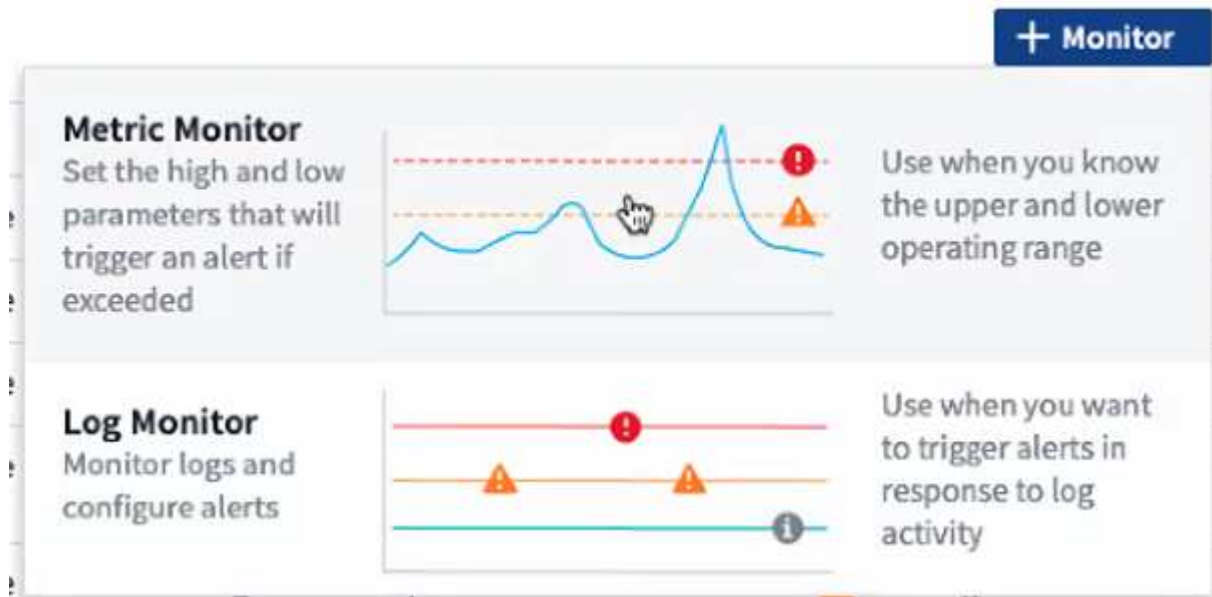 + Monitor
Metric Monitor
Set the high and low
parameters that will
trigger an alert if
exceeded
Use when you know
the upper and lower
operating range
Log Monitor
Monitor logs and
configure alerts
Use when you want
to trigger alerts in
response to log
activity